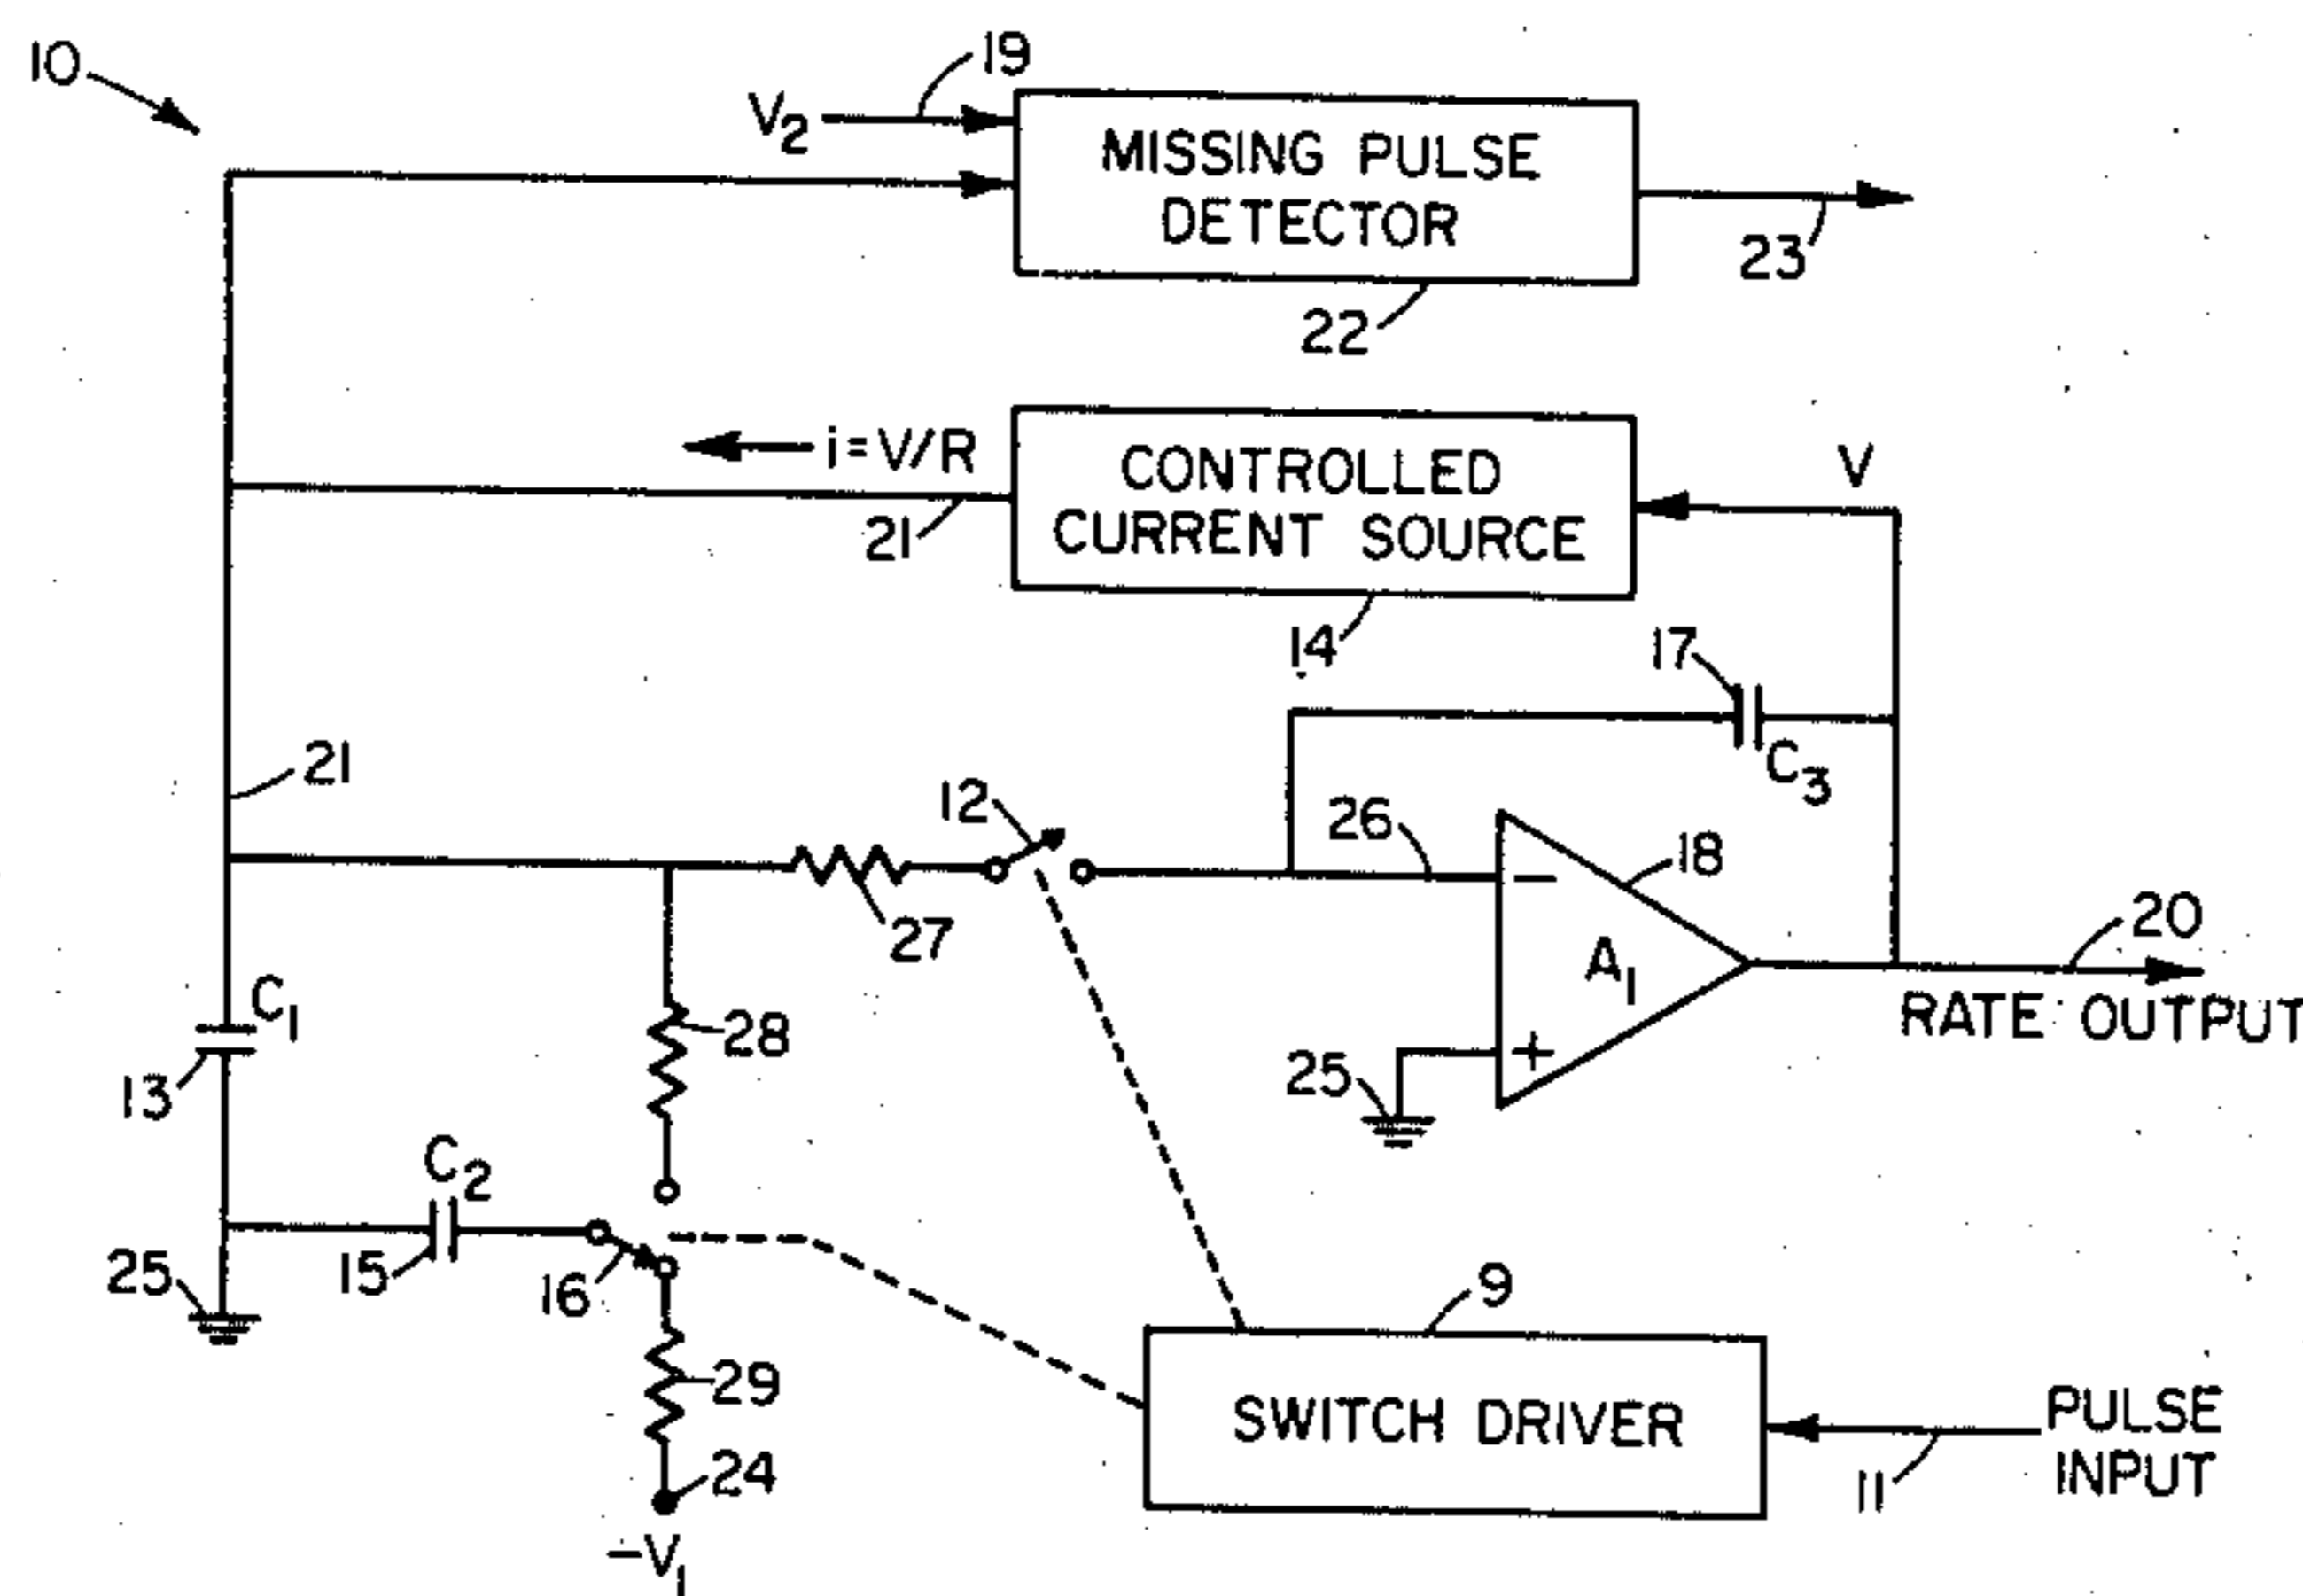 10
19
V2
MISSING PULSE
DETECTOR
23
22
i=V/R
CONTROLLED
CURRENT SOURCE
V
21
14
17
C3
21
12
26
18
27
A1
20
RATE OUTPUT
C1
28
13
25
C2
15
16
25
9
29
SWITCH DRIVER
PULSE
INPUT
11
24
-V1
− +